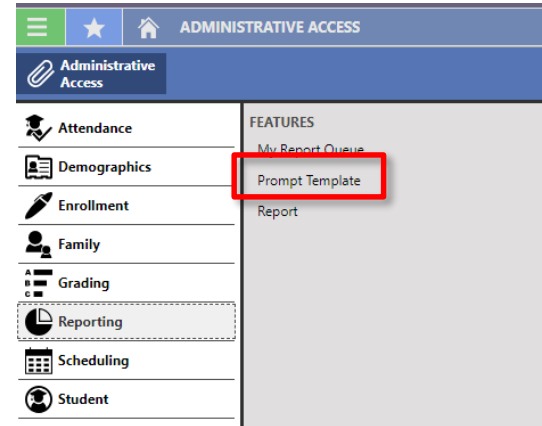 ADMINISTRATIVE ACCESS
Administrative
Access
Attendance
Demographics
Enrollment
Family
A
B
C
Grading
Reporting
Scheduling
Student
FEATURES
My Report Queue
Prompt Template
Report